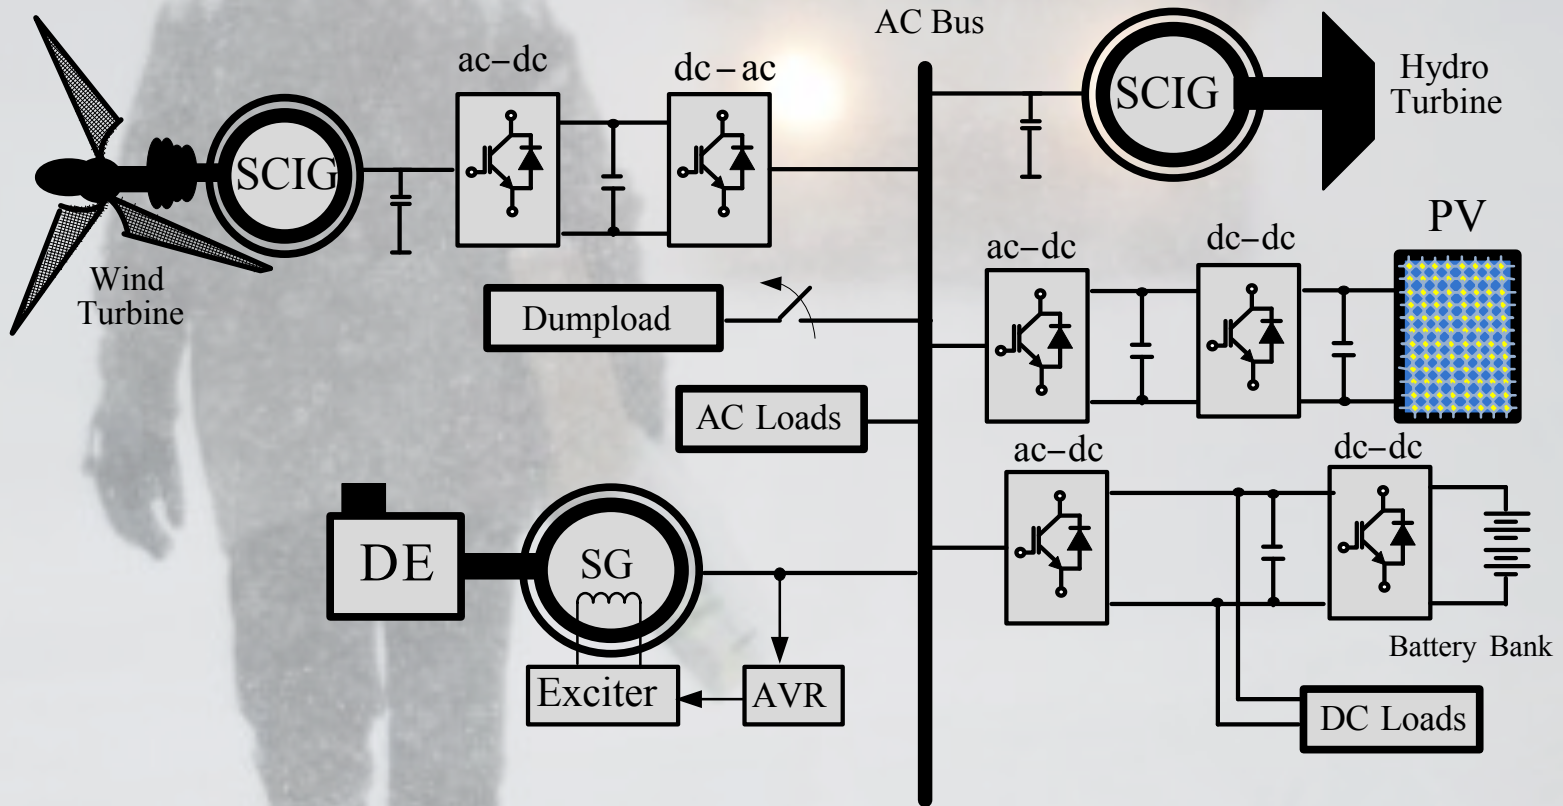 AC Bus
ac–dc
dc–ac
SCIG
Wind
Turbine
SCIG
Hydro
Turbine
PV
ac–dc
dc–dc
Dumpload
AC Loads
ac–dc
dc–dc
DE
SG
Exciter
AVR
Battery Bank
DC Loads